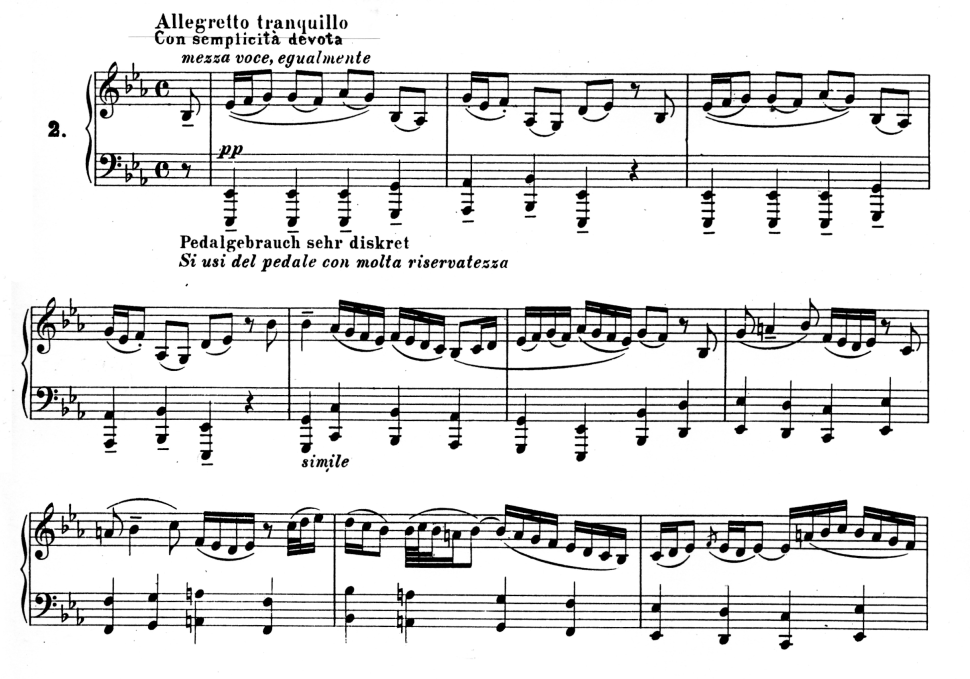 Allegretto tranquillo
Con semplicità devota
mezza voce, egualmente
2.
pp
Pedalgebrauch sehr diskret
Si usi del pedale con molta riservatezza
simile